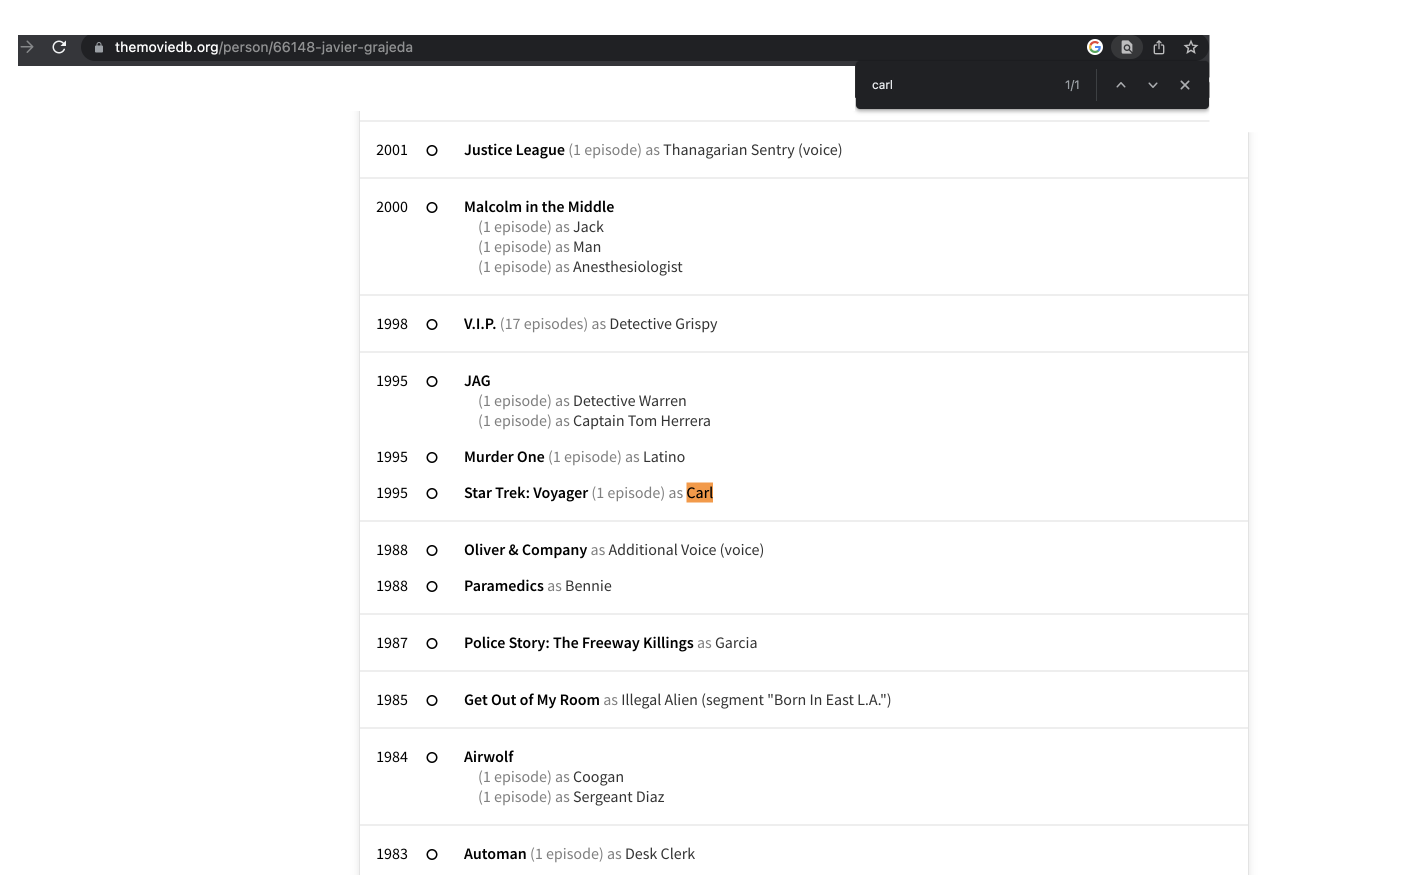 themoviedb.org/person/66148-javier-grajeda
carl 1/1
2001 Justice League (1 episode) as Thanagarian Sentry (voice)
2000 Malcolm in the Middle
(1 episode) as Jack
(1 episode) as Man
(1 episode) as Anesthesiologist
1998 V.I.P. (17 episodes) as Detective Grispy
1995 JAG
(1 episode) as Detective Warren
(1 episode) as Captain Tom Herrera
1995 Murder One (1 episode) as Latino
1995 Star Trek: Voyager (1 episode) as Carl
1988 Oliver & Company as Additional Voice (voice)
1988 Paramedics as Bennie
1987 Police Story: The Freeway Killings as Garcia
1985 Get Out of My Room as Illegal Alien (segment "Born In East L.A.")
1984 Airwolf
(1 episode) as Coogan
(1 episode) as Sergeant Diaz
1983 Automan (1 episode) as Desk Clerk